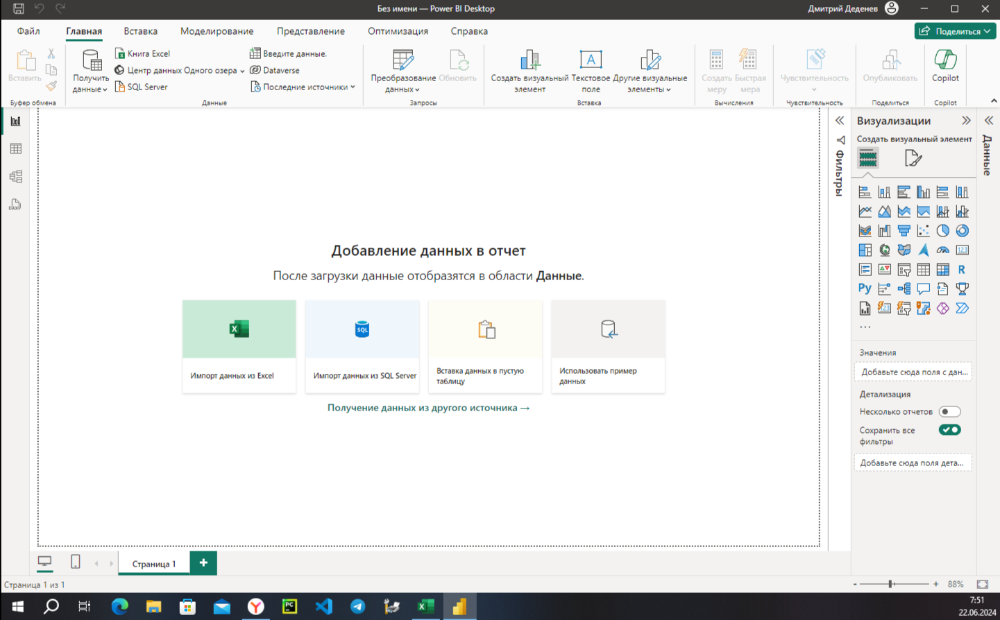 Без имени — Power BI Desktop
Дмитрий Деденев
Файл
Главная
Вставка
Моделирование
Представление
Оптимизация
Справка
Поделиться
Вставить
Буфер обмена
Получить данные
Книга Excel
Центр данных Одного озера
SQL Server
Введите данные.
Dataverse
Последние источники
Данные
Преобразование данных
Обновить
Запросы
Создать визуальный элемент
Текстовое поле
Другие визуальные элементы
Вставка
Создать меру
Быстрая мера
Вычисления
Чувствительность
Чувствительность
Опубликовать
Поделиться
Copilot
Copilot
DAX
Добавление данных в отчет
После загрузки данные отобразятся в области Данные.
X
SQL
Импорт данных из Excel
Импорт данных из SQL Server
Вставка данных в пустую
таблицу
Использовать пример
данных
Получение данных из другого источника →
Фильтры
Визуализации
Создать визуальный элемент
123
R
Py
123
...
Значения
Добавьте сюда поля с дан...
Детализация
Несколько отчетов
Сохранить все
фильтры
Добавьте сюда поля дета...
Данные
Страница 1
+
Страница 1 из 1
- + 88%
PC
X
7:51
22.06.2024